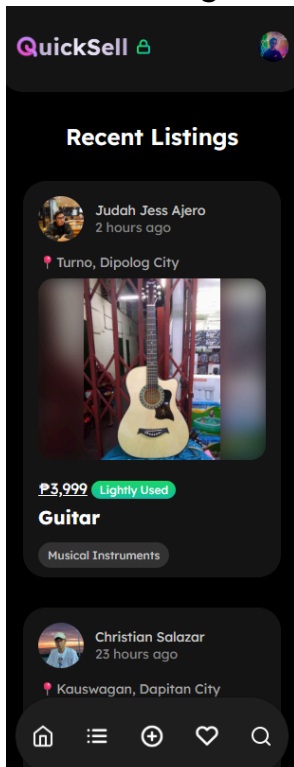 QuickSell
Recent Listings
Judah Jess Ajero
2 hours ago
Turno, Dipolog City
₱3,999 Lightly Used
Guitar
Musical Instruments
Christian Salazar
23 hours ago
Kauswagan, Dapitan City